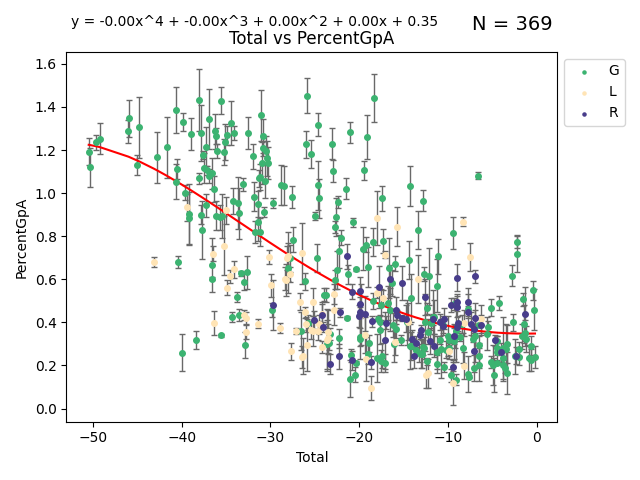 y = -0.00x^4 + -0.00x^3 + 0.00x^2 + 0.00x + 0.35
N = 369
Total vs PercentGpA
G
L
R
PercentGpA
1.6
1.4
1.2
1.0
0.8
0.6
0.4
0.2
0.0
−50
−40
−30
−20
−10
0
Total